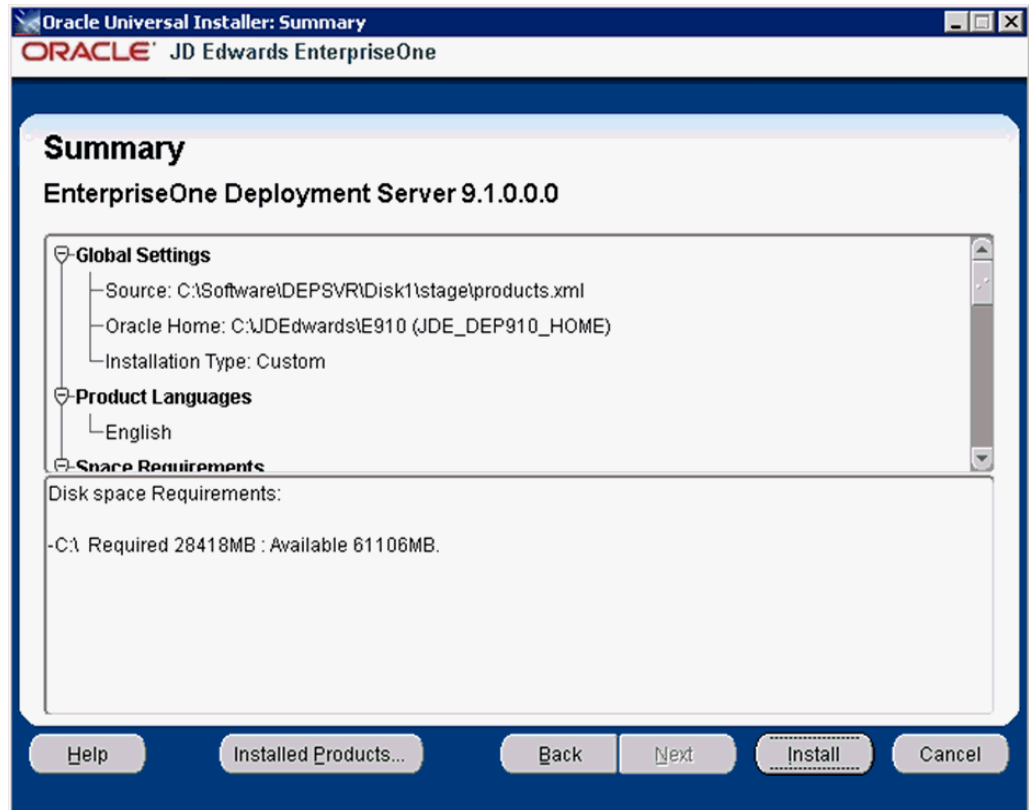 Oracle Universal Installer: Summary
ORACLE JD Edwards EnterpriseOne
Summary
EnterpriseOne Deployment Server 9.1.0.0.0
Global Settings
Source: C:\Software\DEPSVR\Disk1\stage\products.xml
Oracle Home: C:\JDEdwards\E910 (JDE_DEP910_HOME)
Installation Type: Custom
Product Languages
English
Space Requirements
Disk space Requirements:
-C:\ Required 28418MB : Available 61106MB.
Help Installed Products... Back Next Install Cancel